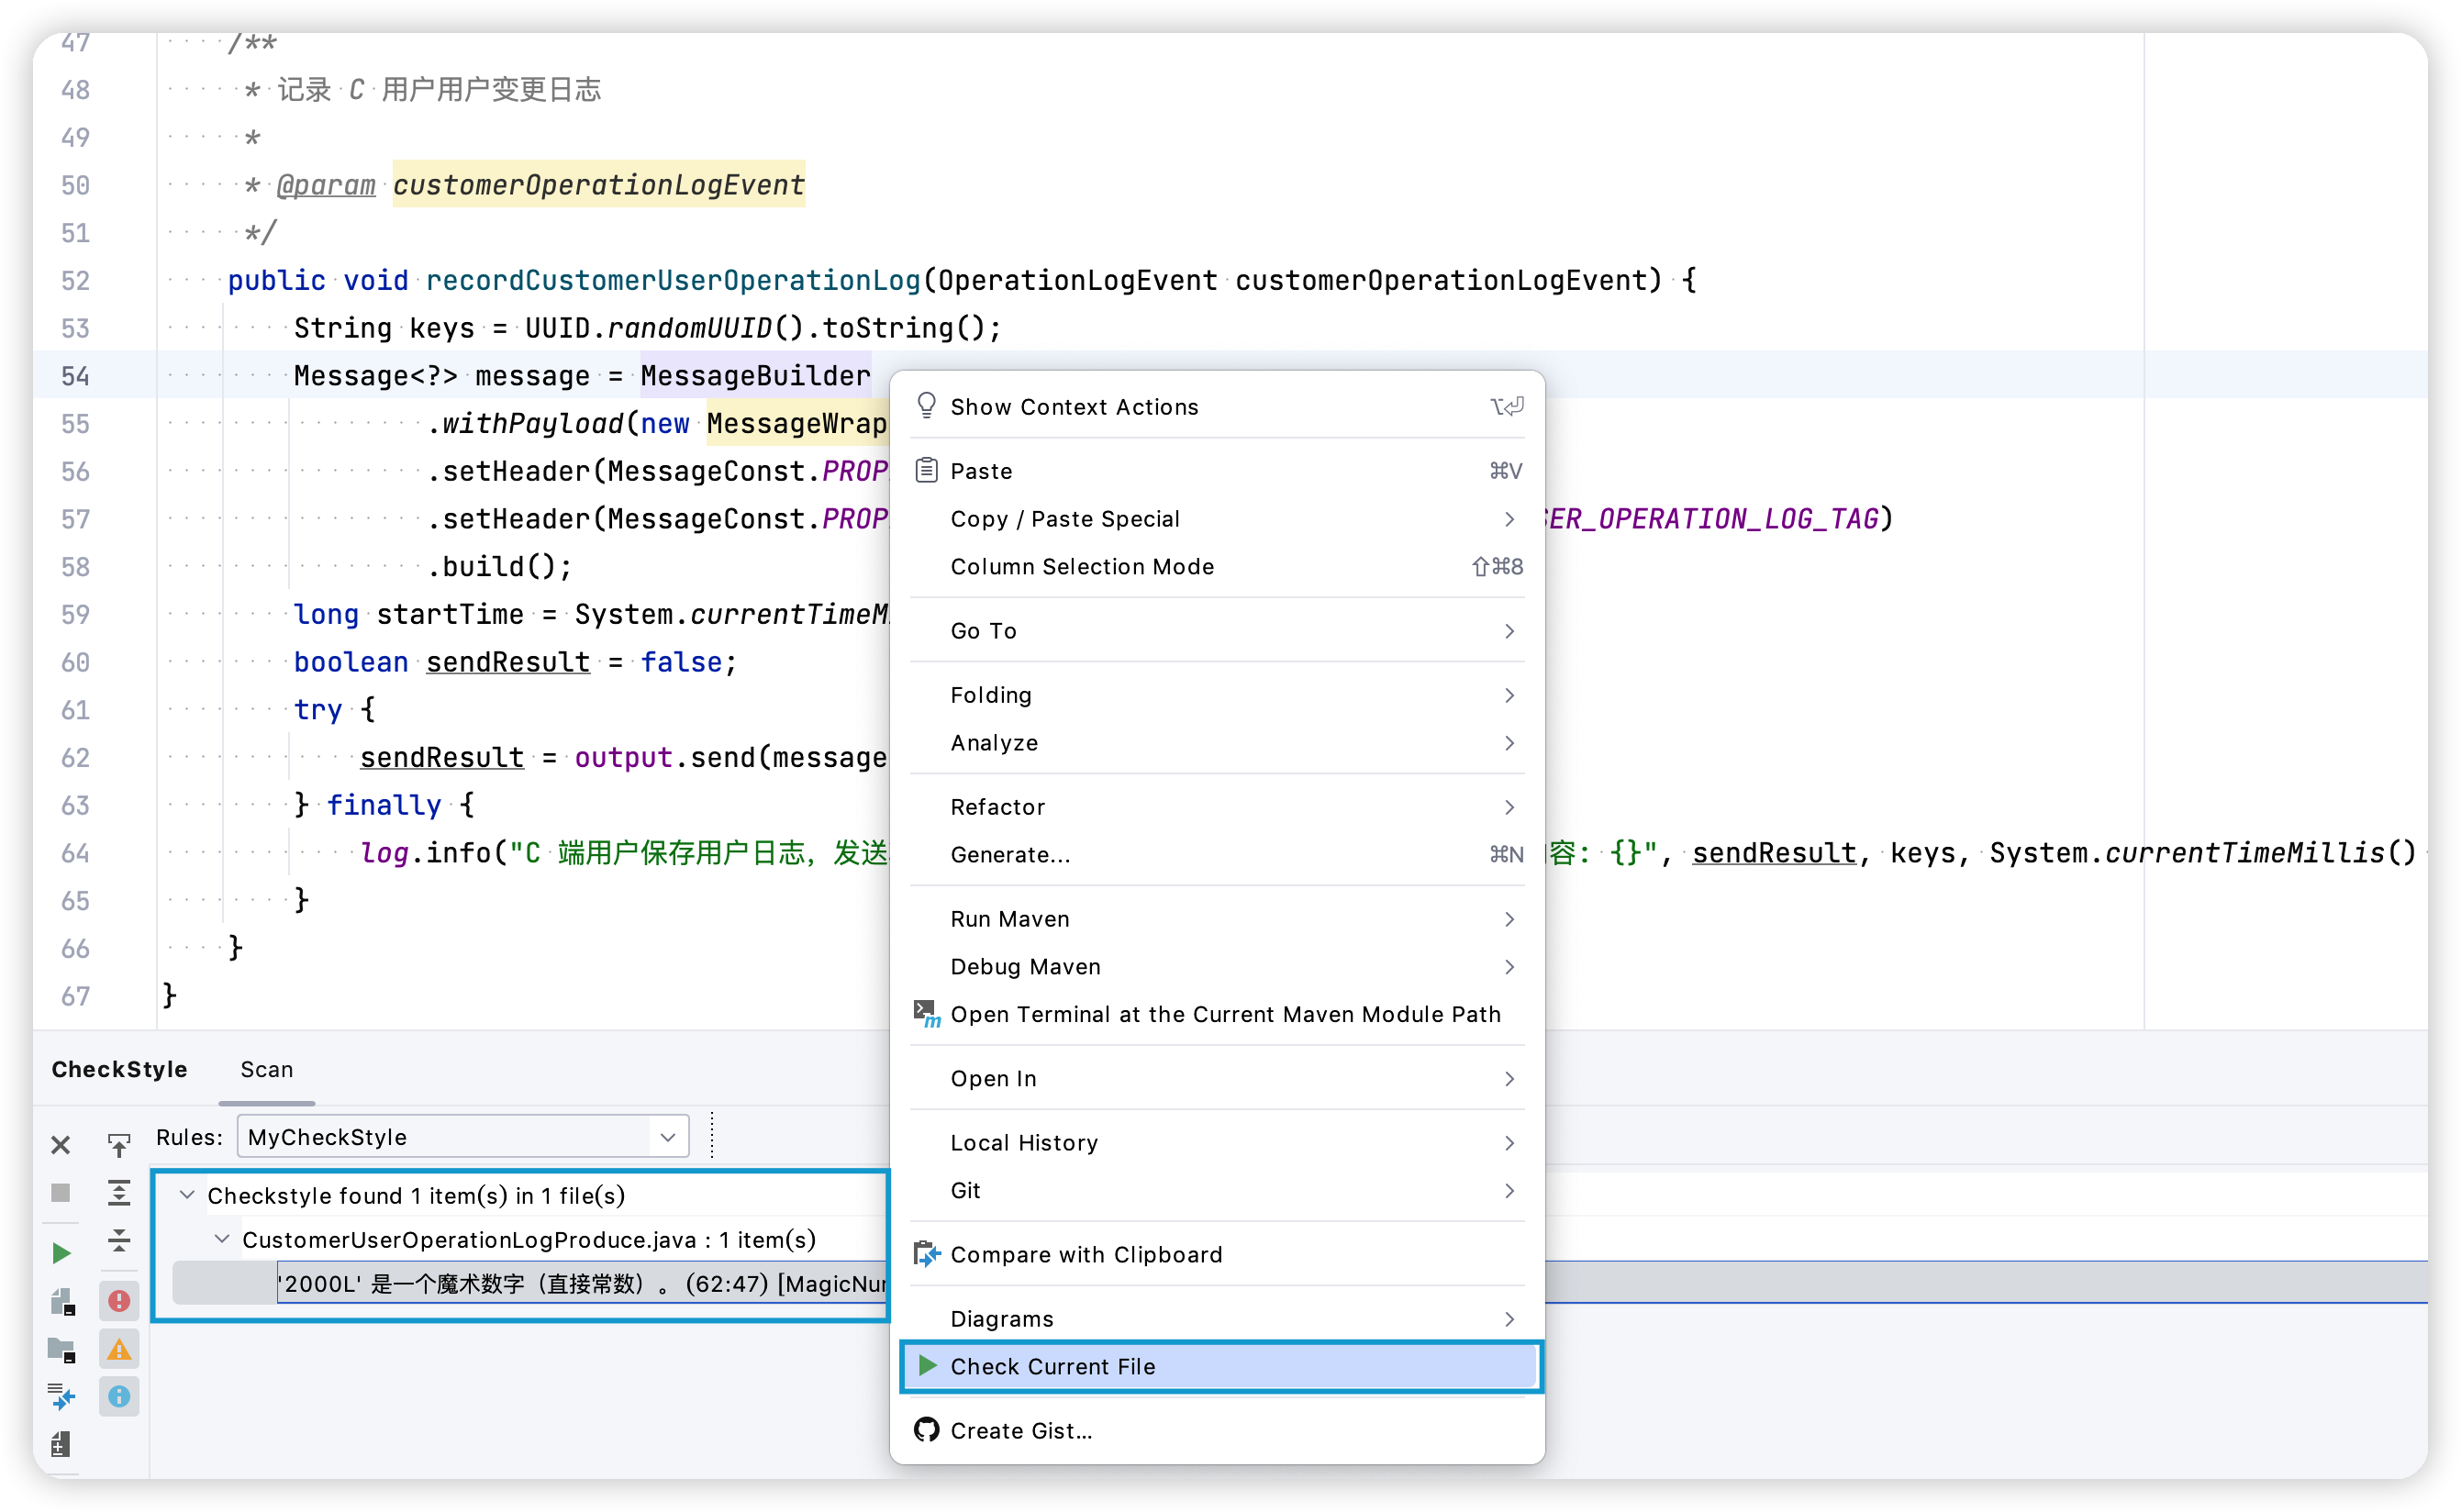 47 /**
48 * 记录 C 用户用户变更日志
49 *
50 * @param customerOperationLogEvent
51 */
52 public void recordCustomerUserOperationLog(OperationLogEvent customerOperationLogEvent) {
53 String keys = UUID.randomUUID().toString();
54 Message<?> message = MessageBuilder
55 .withPayload(new MessageWrap
56 .setHeader(MessageConst.PROP
57 .setHeader(MessageConst.PROP SER_OPERATION_LOG_TAG)
58 .build();
59 long startTime = System.currentTimeM
60 boolean sendResult = false;
61 try {
62 sendResult = output.send(message
63 } finally {
64 log.info("C 端用户保存用户日志，发送 容: {}", sendResult, keys, System.currentTimeMillis()
65 }
66 }
67 }
Show Context Actions ⌥⏎
Paste ⌘V
Copy / Paste Special
Column Selection Mode ⇧⌘8
Go To
Folding
Analyze
Refactor
Generate... ⌘N
Run Maven
Debug Maven
Open Terminal at the Current Maven Module Path
Open In
Local History
Git
Compare with Clipboard
Diagrams
Check Current File
Create Gist...
CheckStyle Scan
Rules: MyCheckStyle
Checkstyle found 1 item(s) in 1 file(s)
CustomerUserOperationLogProduce.java : 1 item(s)
'2000L' 是一个魔术数字（直接常数）。 (62:47) [MagicNu